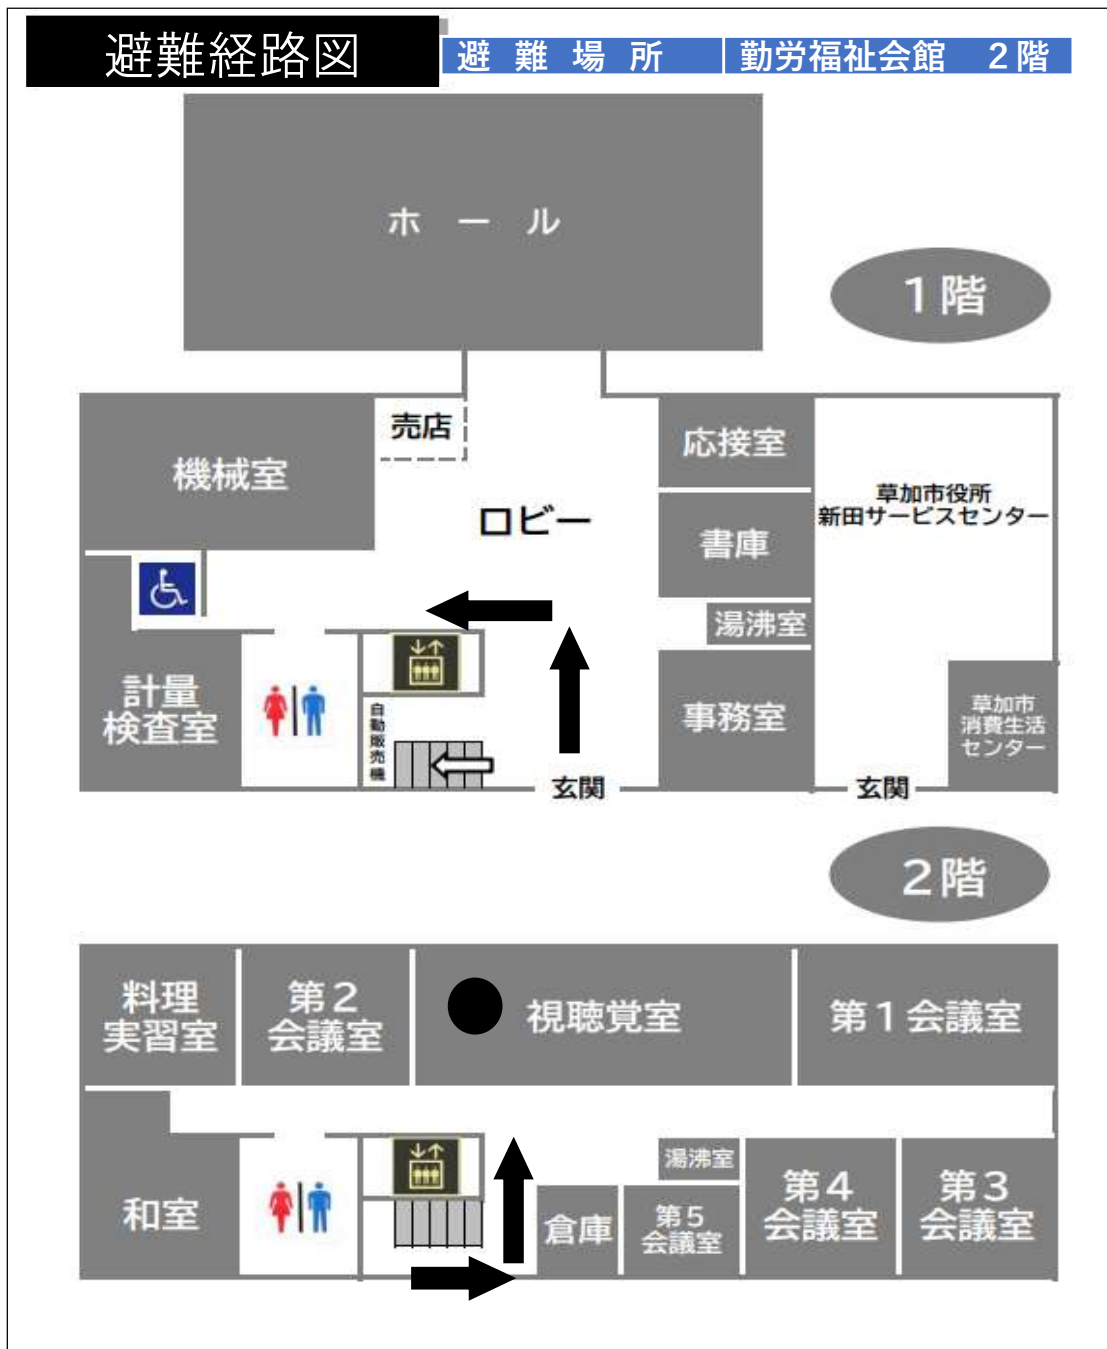 避難経路図
避難場所 勤労福祉会館 2階
ホール
1階
売店
機械室
ロビー
応接室
書庫
湯沸室
事務室
草加市役所
新田サービスセンター
計量
検査室
自動販売機
草加市
消費生活
センター
玄関
玄関
2階
料理
実習室
第2
会議室
視聴覚室
第1会議室
和室
倉庫
湯沸室
第5
会議室
第4
会議室
第3
会議室